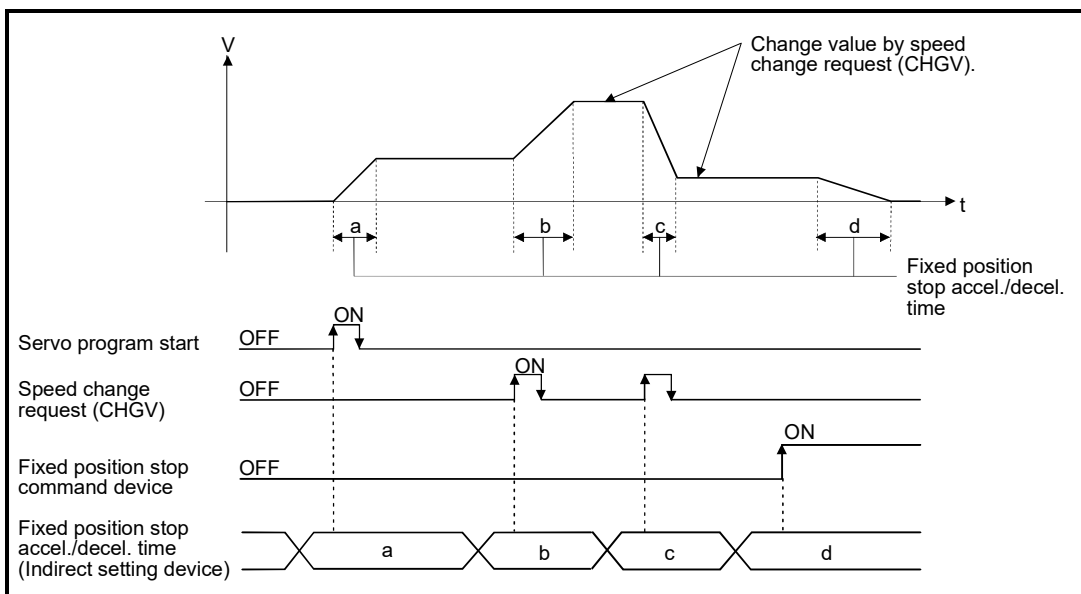 V
Change value by speed
change request (CHGV).
t
a
b
c
d
Fixed position
stop accel./decel.
time
ON
Servo program start
OFF
ON
Speed change
request (CHGV)
OFF
ON
Fixed position stop
command device
OFF
Fixed position stop
accel./decel. time
(Indirect setting device)
a
b
c
d